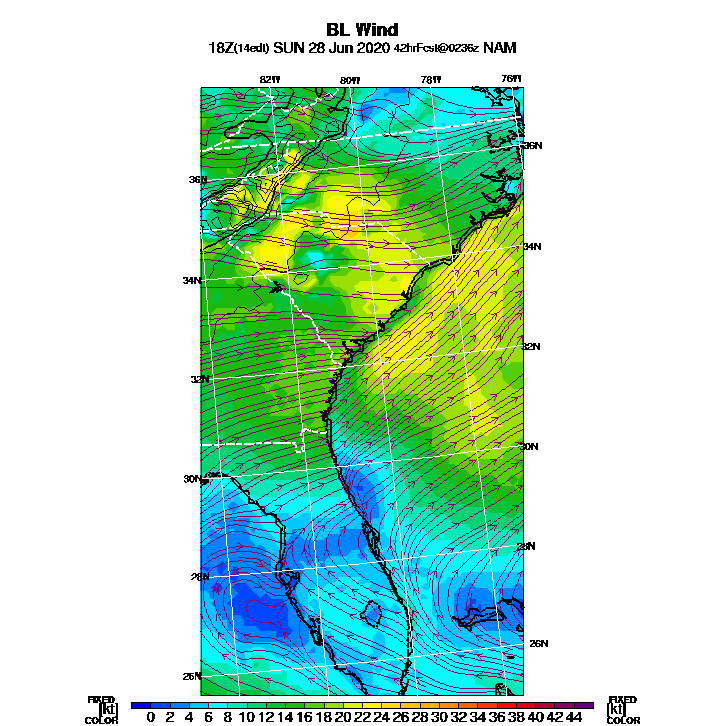 BL Wind
18Z(14edt) SUN 28 Jun 2020 42hrFcst@0236z NAM
82W 80W 78W 76W
36N
36N
34N
34N
32N
32N
30N
30N
28N
28N
26N
26N
FIXED FIXED
[kt] 0 2 4 6 8 10 12 14 16 18 20 22 24 26 28 30 32 34 36 38 40 42 44 [kt]
COLOR COLOR